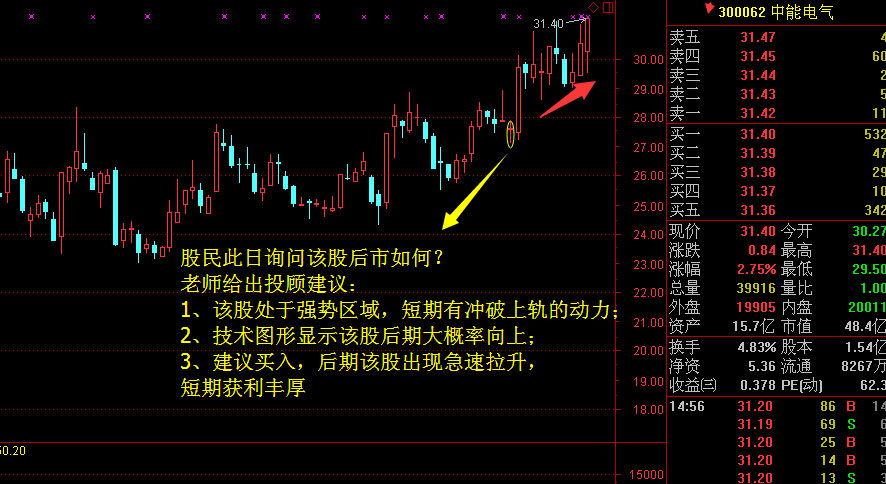 300062 中能电气
31.40
卖五 31.47 4
卖四 31.45 60
卖三 31.44 2
卖二 31.43 5
卖一 31.42 11
买一 31.40 532
买二 31.39 47
买三 31.38 29
买四 31.37 10
买五 31.36 342
现价 31.40 今开 30.27
涨跌 0.84 最高 31.40
涨幅 2.75% 最低 29.50
总量 39916 量比 1.00
外盘 19905 内盘 20011
资产 15.7亿 市值 48.4亿
换手 4.83% 股本 1.54亿
净资 5.36 流通 8267万
收益㈢ 0.378 PE(动) 62.3
14:56 31.20 86 B 14
31.19 69 S 6
31.20 25 B 5
31.20 14 B 5
31.20 13 S 3
30.00
29.00
28.00
27.00
26.00
25.00
24.00
23.00
22.00
21.00
20.00
19.00
18.00
15000
股民此日询问该股后市如何？
老师给出投顾建议：
1、该股处于强势区域，短期有冲破上轨的动力；
2、技术图形显示该股后期大概率向上；
3、建议买入，后期该股出现急速拉升，
短期获利丰厚
0.20